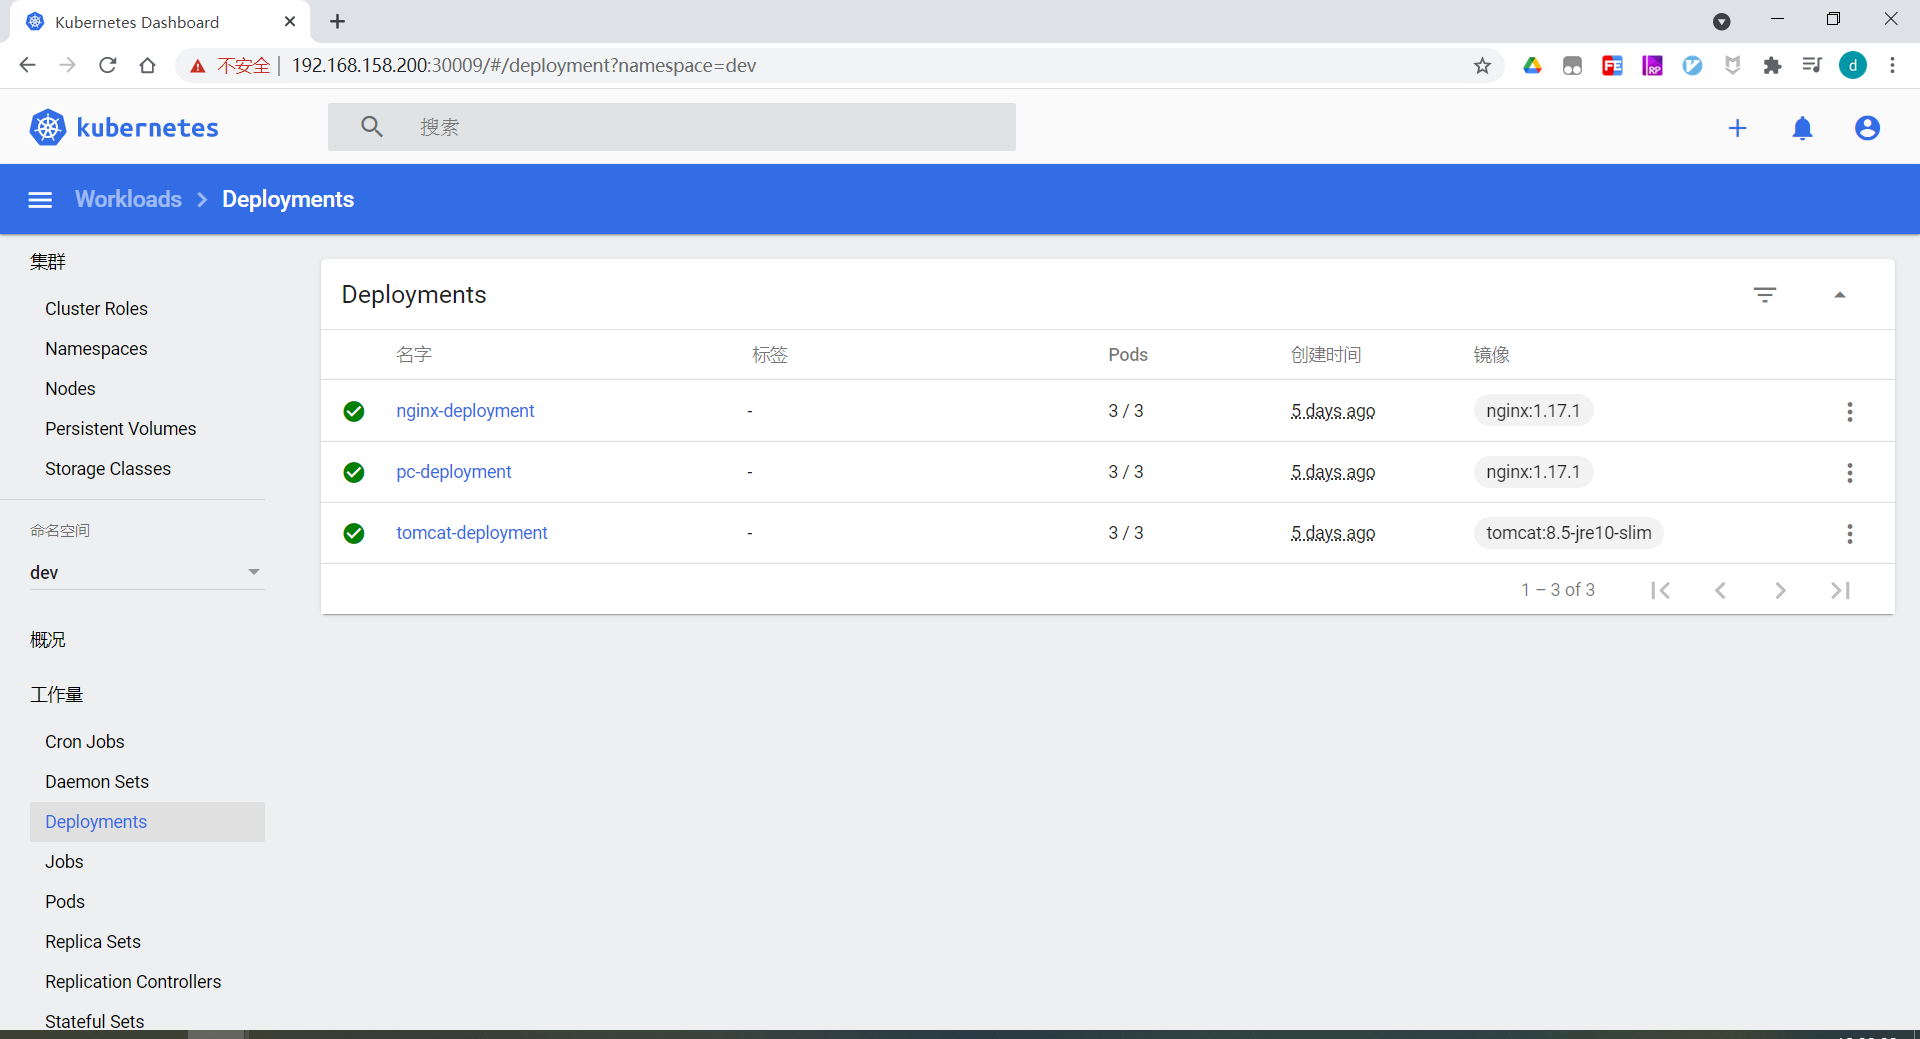 Kubernetes Dashboard
不安全 192.168.158.200:30009/#/deployment?namespace=dev
FE RP d
kubernetes 搜索
Workloads Deployments
集群
Cluster Roles
Namespaces
Nodes
Persistent Volumes
Storage Classes
命名空间
dev
概况
工作量
Cron Jobs
Daemon Sets
Deployments
Jobs
Pods
Replica Sets
Replication Controllers
Stateful Sets
Deployments
名字 标签 Pods 创建时间 镜像
nginx-deployment - 3 / 3 5 days ago nginx:1.17.1
pc-deployment - 3 / 3 5 days ago nginx:1.17.1
tomcat-deployment - 3 / 3 5 days ago tomcat:8.5-jre10-slim
1 – 3 of 3